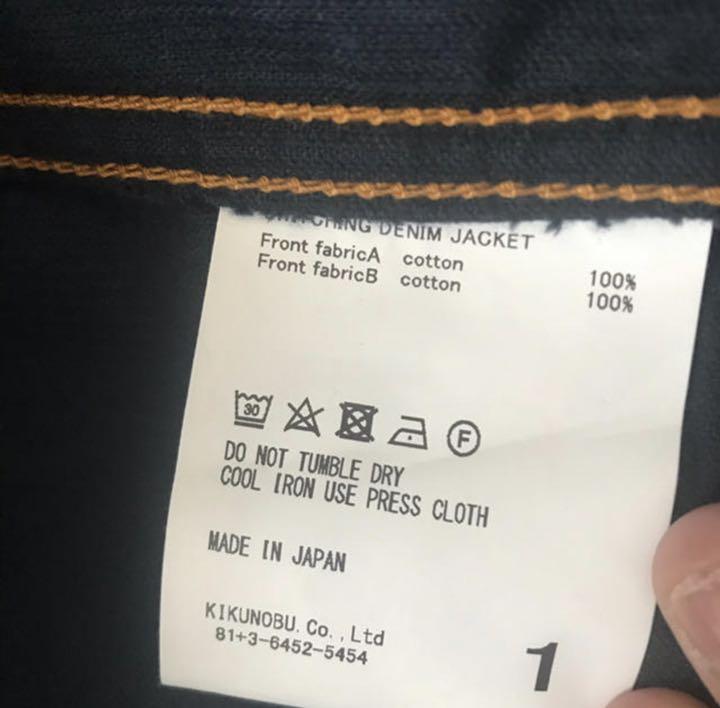 DENIM JACKET
Front fabricA cotton 100%
Front fabricB cotton 100%
30
F
DO NOT TUMBLE DRY
COOL IRON USE PRESS CLOTH
MADE IN JAPAN
KIKUNOBU. Co. , Ltd
81+3-6452-5454
1